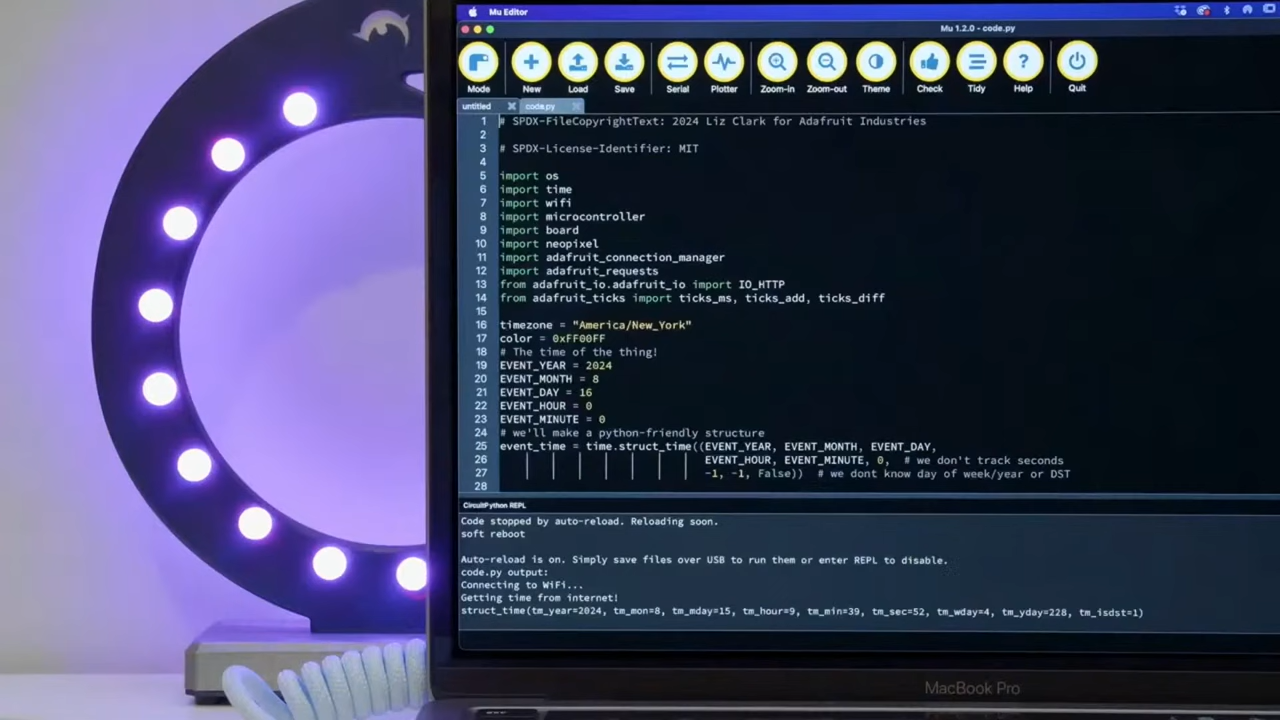 Mu Editor
Mu 1.2.0 - code.py
Mode New Load Save Serial Plotter Zoom-in Zoom-out Theme Check Tidy Help Quit
untitled code.py
1 # SPDX-FileCopyrightText: 2024 Liz Clark for Adafruit Industries
2
3 # SPDX-License-Identifier: MIT
4
5 import os
6 import time
7 import wifi
8 import microcontroller
9 import board
10 import neopixel
11 import adafruit_connection_manager
12 import adafruit_requests
13 from adafruit_io.adafruit_io import IO_HTTP
14 from adafruit_ticks import ticks_ms, ticks_add, ticks_diff
15
16 timezone = "America/New_York"
17 color = 0xFF00FF
18 # The time of the thing!
19 EVENT_YEAR = 2024
20 EVENT_MONTH = 8
21 EVENT_DAY = 16
22 EVENT_HOUR = 0
23 EVENT_MINUTE = 0
24 # we'll make a python-friendly structure
25 event_time = time.struct_time((EVENT_YEAR, EVENT_MONTH, EVENT_DAY,
26 EVENT_HOUR, EVENT_MINUTE, 0, # we don't track seconds
27 -1, -1, False)) # we dont know day of week/year or DST
28
CircuitPython REPL
Code stopped by auto-reload. Reloading soon.
soft reboot
Auto-reload is on. Simply save files over USB to run them or enter REPL to disable.
code.py output:
Connecting to WiFi...
Getting time from internet!
struct_time(tm_year=2024, tm_mon=8, tm_mday=15, tm_hour=9, tm_min=39, tm_sec=52, tm_wday=4, tm_yday=228, tm_isdst=1)
MacBook Pro